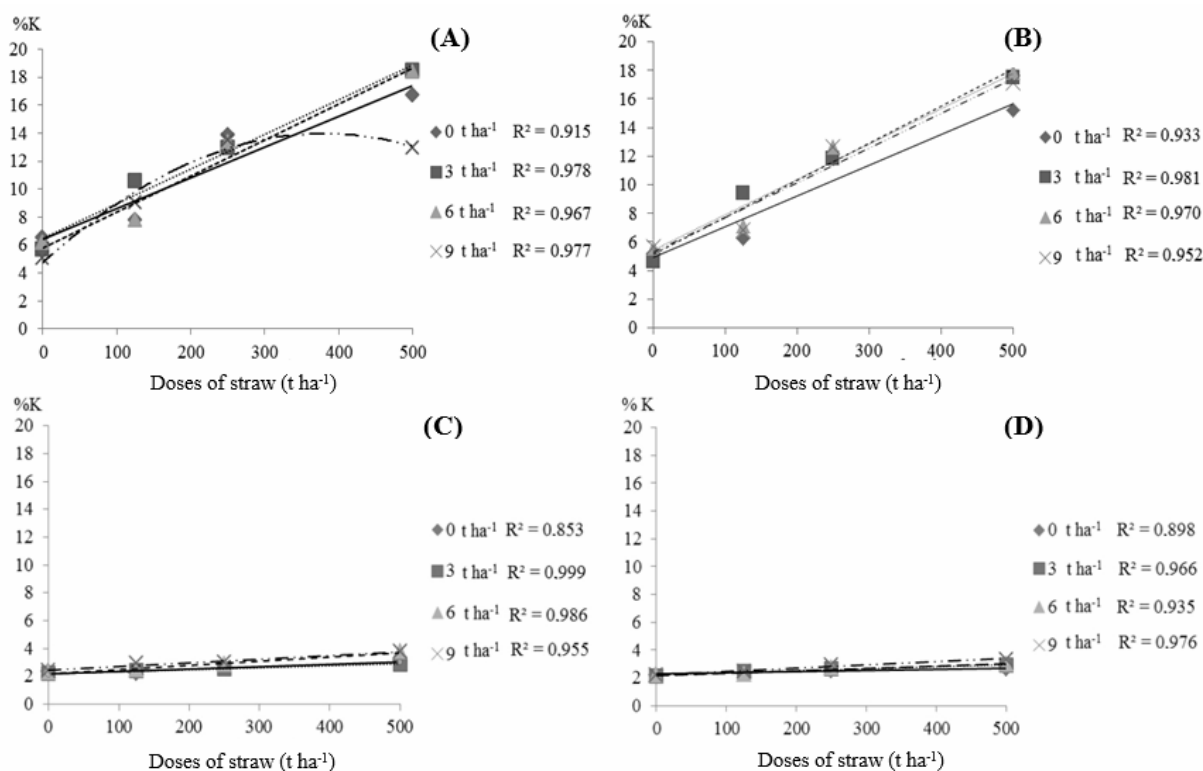 %K
(A)
20
18
16
14
12
10
8
6
4
2
0
0 100 200 300 400 500
Doses of straw (t ha⁻¹)
0 t ha⁻¹ R² = 0.915
3 t ha⁻¹ R² = 0.978
6 t ha⁻¹ R² = 0.967
9 t ha⁻¹ R² = 0.977
%K
(B)
20
18
16
14
12
10
8
6
4
2
0
0 100 200 300 400 500
Doses of straw (t ha⁻¹)
0 t ha⁻¹ R² = 0.933
3 t ha⁻¹ R² = 0.981
6 t ha⁻¹ R² = 0.970
9 t ha⁻¹ R² = 0.952
%K
(C)
20
18
16
14
12
10
8
6
4
2
0
0 100 200 300 400 500
Doses of straw (t ha⁻¹)
0 t ha⁻¹ R² = 0.853
3 t ha⁻¹ R² = 0.999
6 t ha⁻¹ R² = 0.986
9 t ha⁻¹ R² = 0.955
% K
(D)
20
18
16
14
12
10
8
6
4
2
0
0 100 200 300 400 500
Doses of straw (t ha⁻¹)
0 t ha⁻¹ R² = 0.898
3 t ha⁻¹ R² = 0.966
6 t ha⁻¹ R² = 0.935
9 t ha⁻¹ R² = 0.976